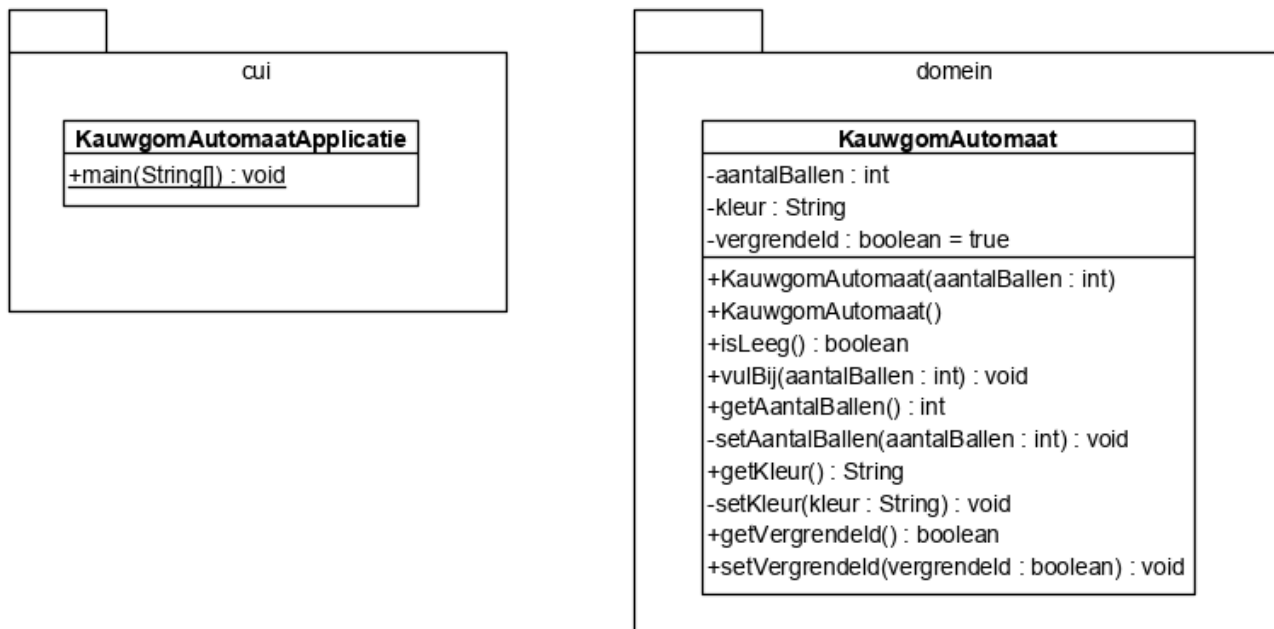 cui
KauwgomAutomaatApplicatie
+main(String[]) : void
domein
KauwgomAutomaat
-aantalBallen : int
-kleur : String
-vergrendeld : boolean = true
+KauwgomAutomaat(aantalBallen : int)
+KauwgomAutomaat()
+isLeeg() : boolean
+vulBij(aantalBallen : int) : void
+getAantalBallen() : int
-setAantalBallen(aantalBallen : int) : void
+getKleur() : String
-setKleur(kleur : String) : void
+getVergrendeld() : boolean
+setVergrendeld(vergrendeld : boolean) : void